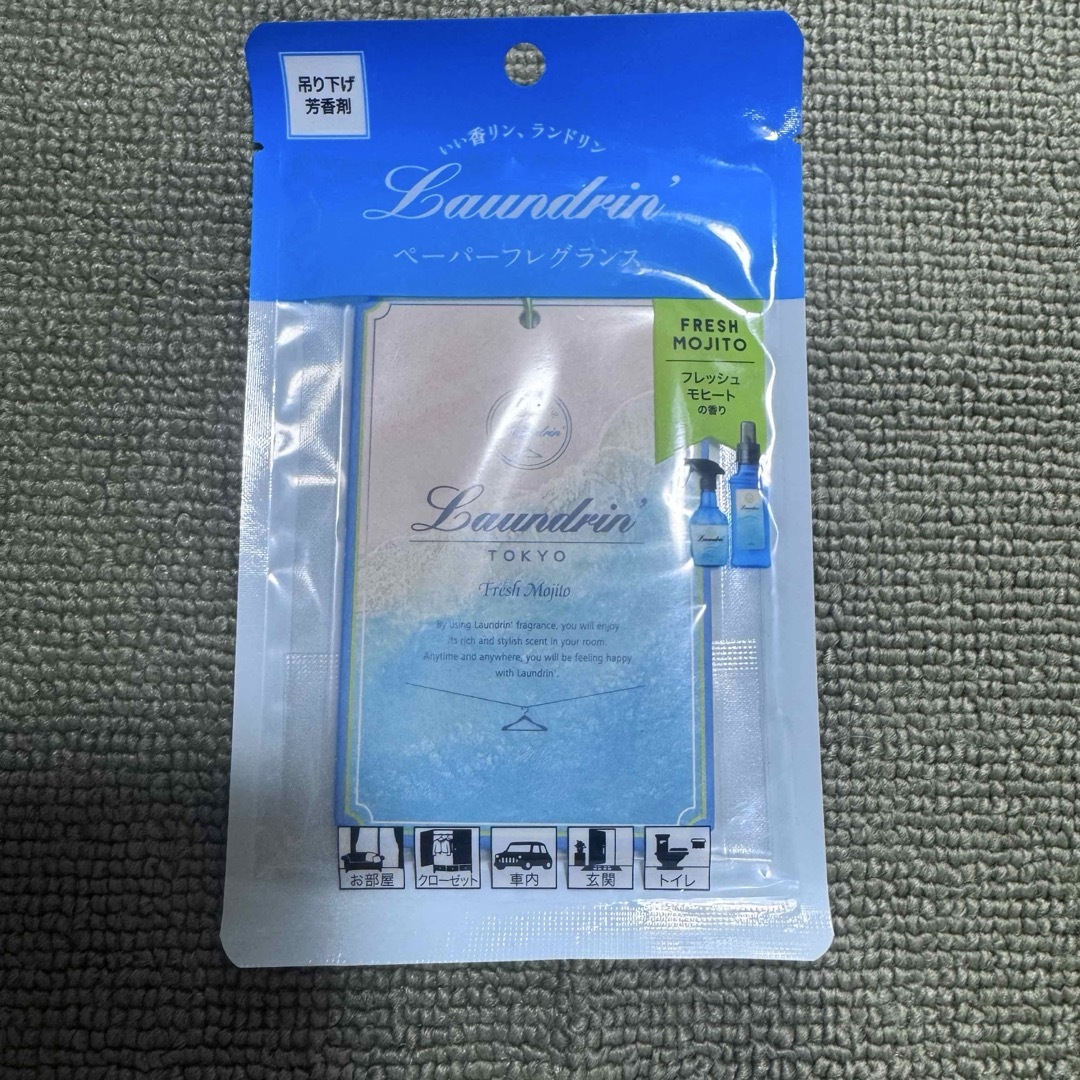 吊り下げ
芳香剤
いい香リン、ランドリン
Laundrin'
ペーパーフレグランス
FRESH
MOJITO
フレッシュ
モヒート
の香り
Laundrin'
TOKYO
Fresh Mojito
By using Laundrin' fragrance, you will enjoy
its rich and stylish scent in your room.
Anytime and anywhere, you will be feeling happy
with Laundrin'.
Laundrin'
Laundrin'
お部屋
クローゼット
車内
玄関
トイレ